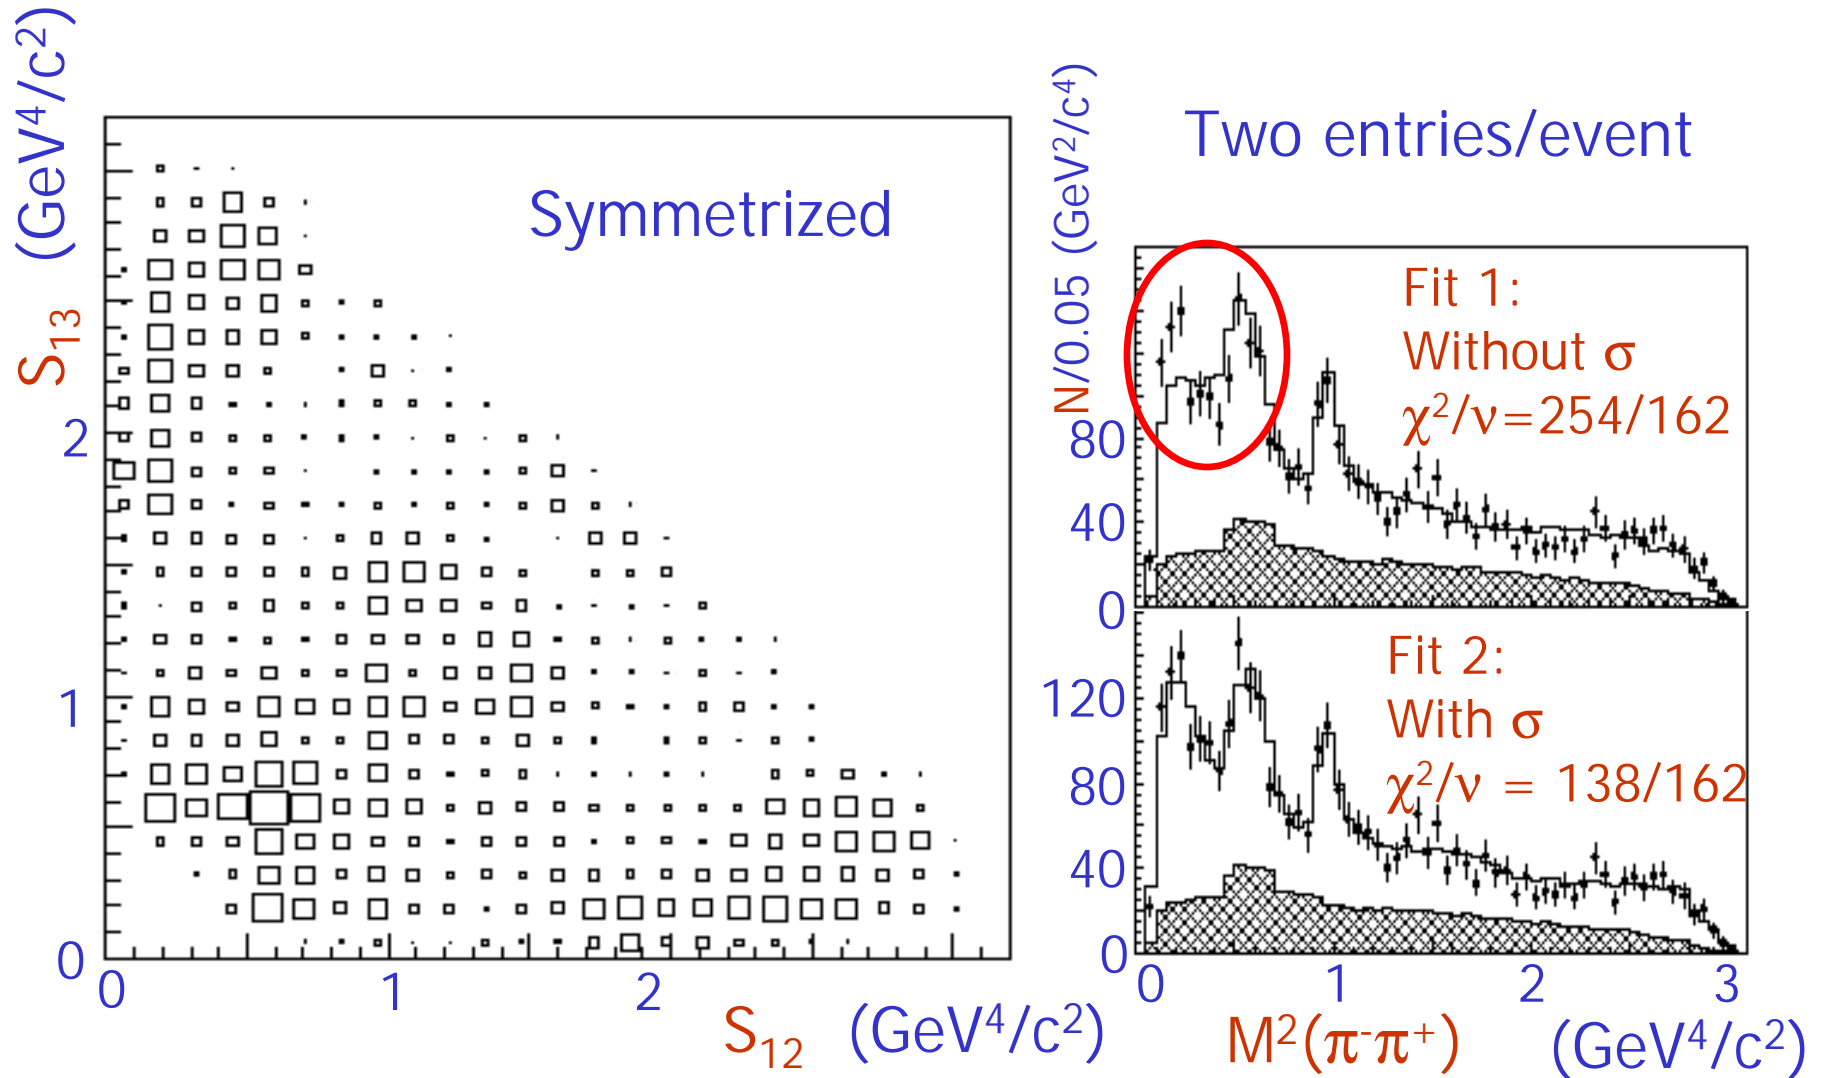 S13 (GeV4/c2)
Symmetrized
2
1
0
0 1 2
S12 (GeV4/c2)
Two entries/event
N/0.05 (GeV2/c4)
Fit 1:
Without σ
χ2/ν=254/162
80
40
0
Fit 2:
With σ
χ2/ν = 138/162
120
80
40
0
0 1 2 3
M2(π-π+) (GeV4/c2)